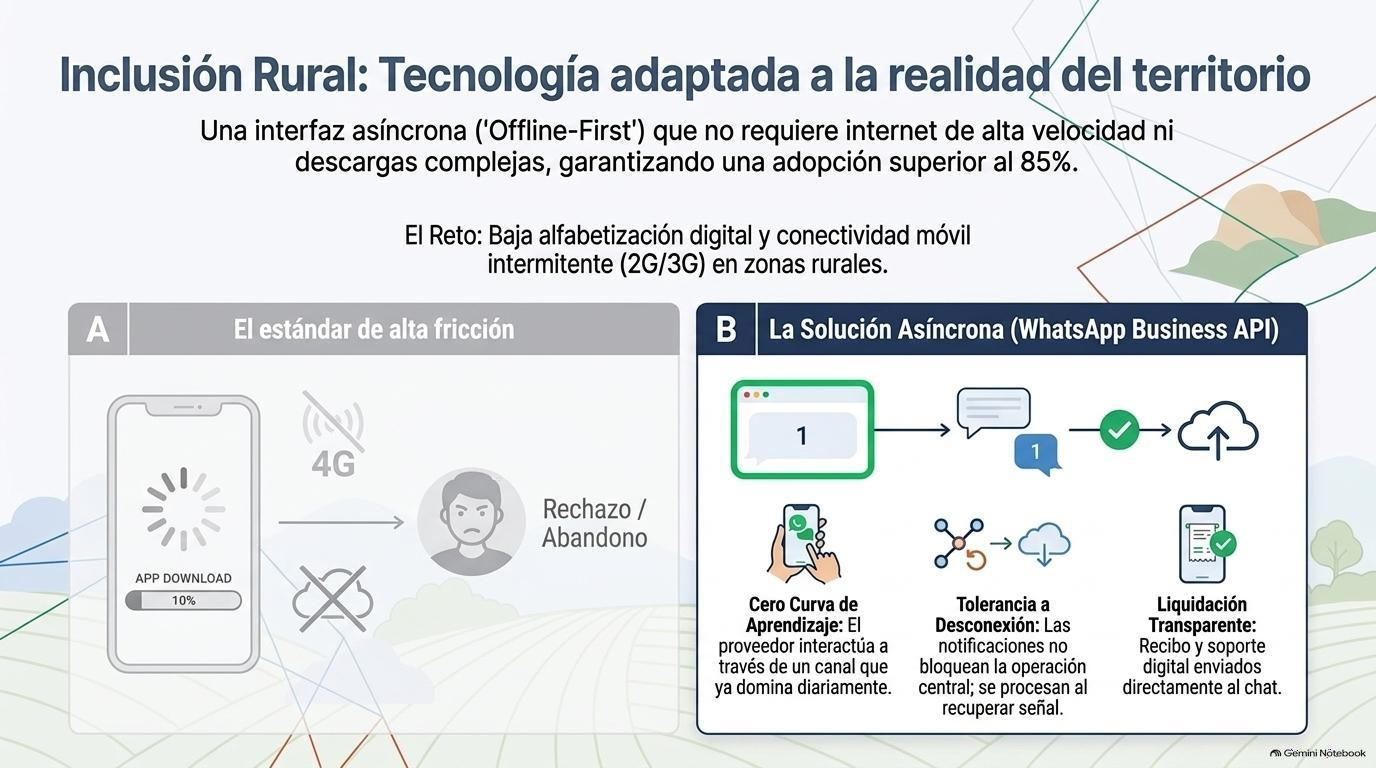 Inclusión Rural: Tecnología adaptada a la realidad del territorio
Una interfaz asíncrona ('Offline-First') que no requiere internet de alta velocidad ni
descargas complejas, garantizando una adopción superior al 85%.
El Reto: Baja alfabetización digital y conectividad móvil
intermitente (2G/3G) en zonas rurales.
A
El estándar de alta fricción
4G
APP DOWNLOAD
10%
Rechazo /
Abandono
B
La Solución Asíncrona (WhatsApp Business API)
1
1
Cero Curva de
Aprendizaje: El
proveedor interactúa a
través de un canal que
ya domina diariamente.
Tolerancia a
Desconexión: Las
notificaciones no
bloquean la operación
central; se procesan al
recuperar señal.
Liquidación
Transparente:
Recibo y soporte
digital enviados
directamente al chat.
Gemini Notebook